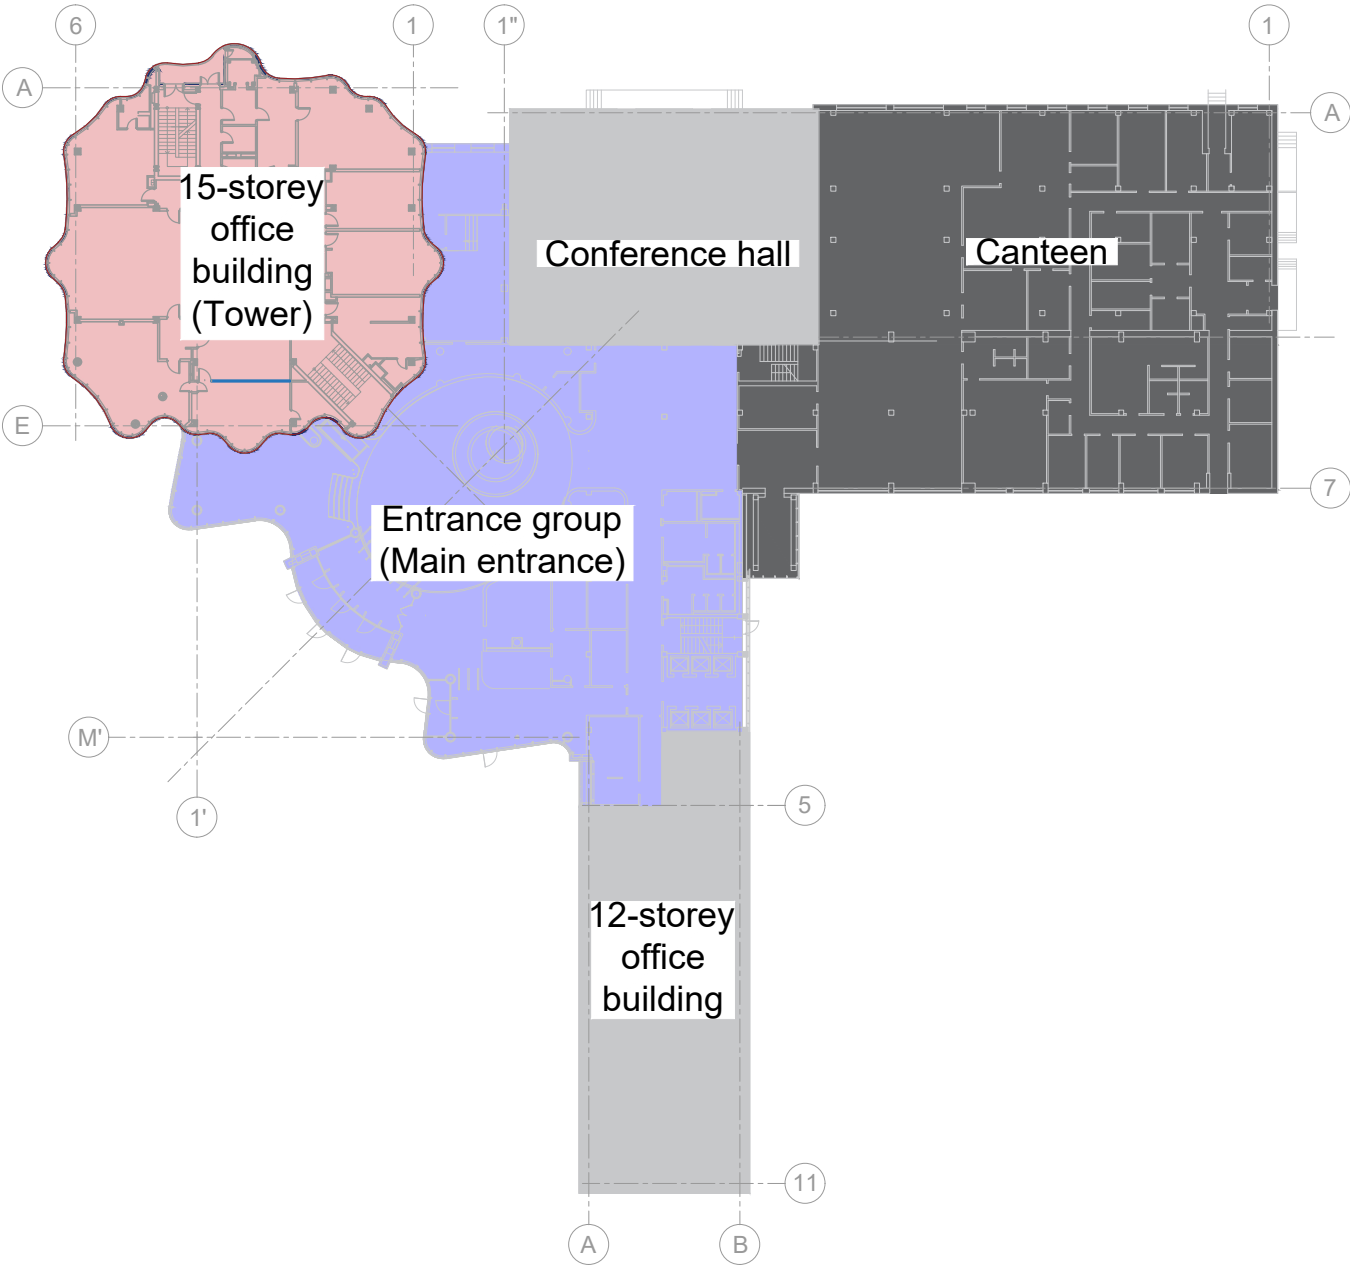 6
1
1"
1
A
A
15-storey
office
building
(Tower)
Conference hall
Canteen
E
7
Entrance group
(Main entrance)
M'
1'
5
12-storey
office
building
11
A
B